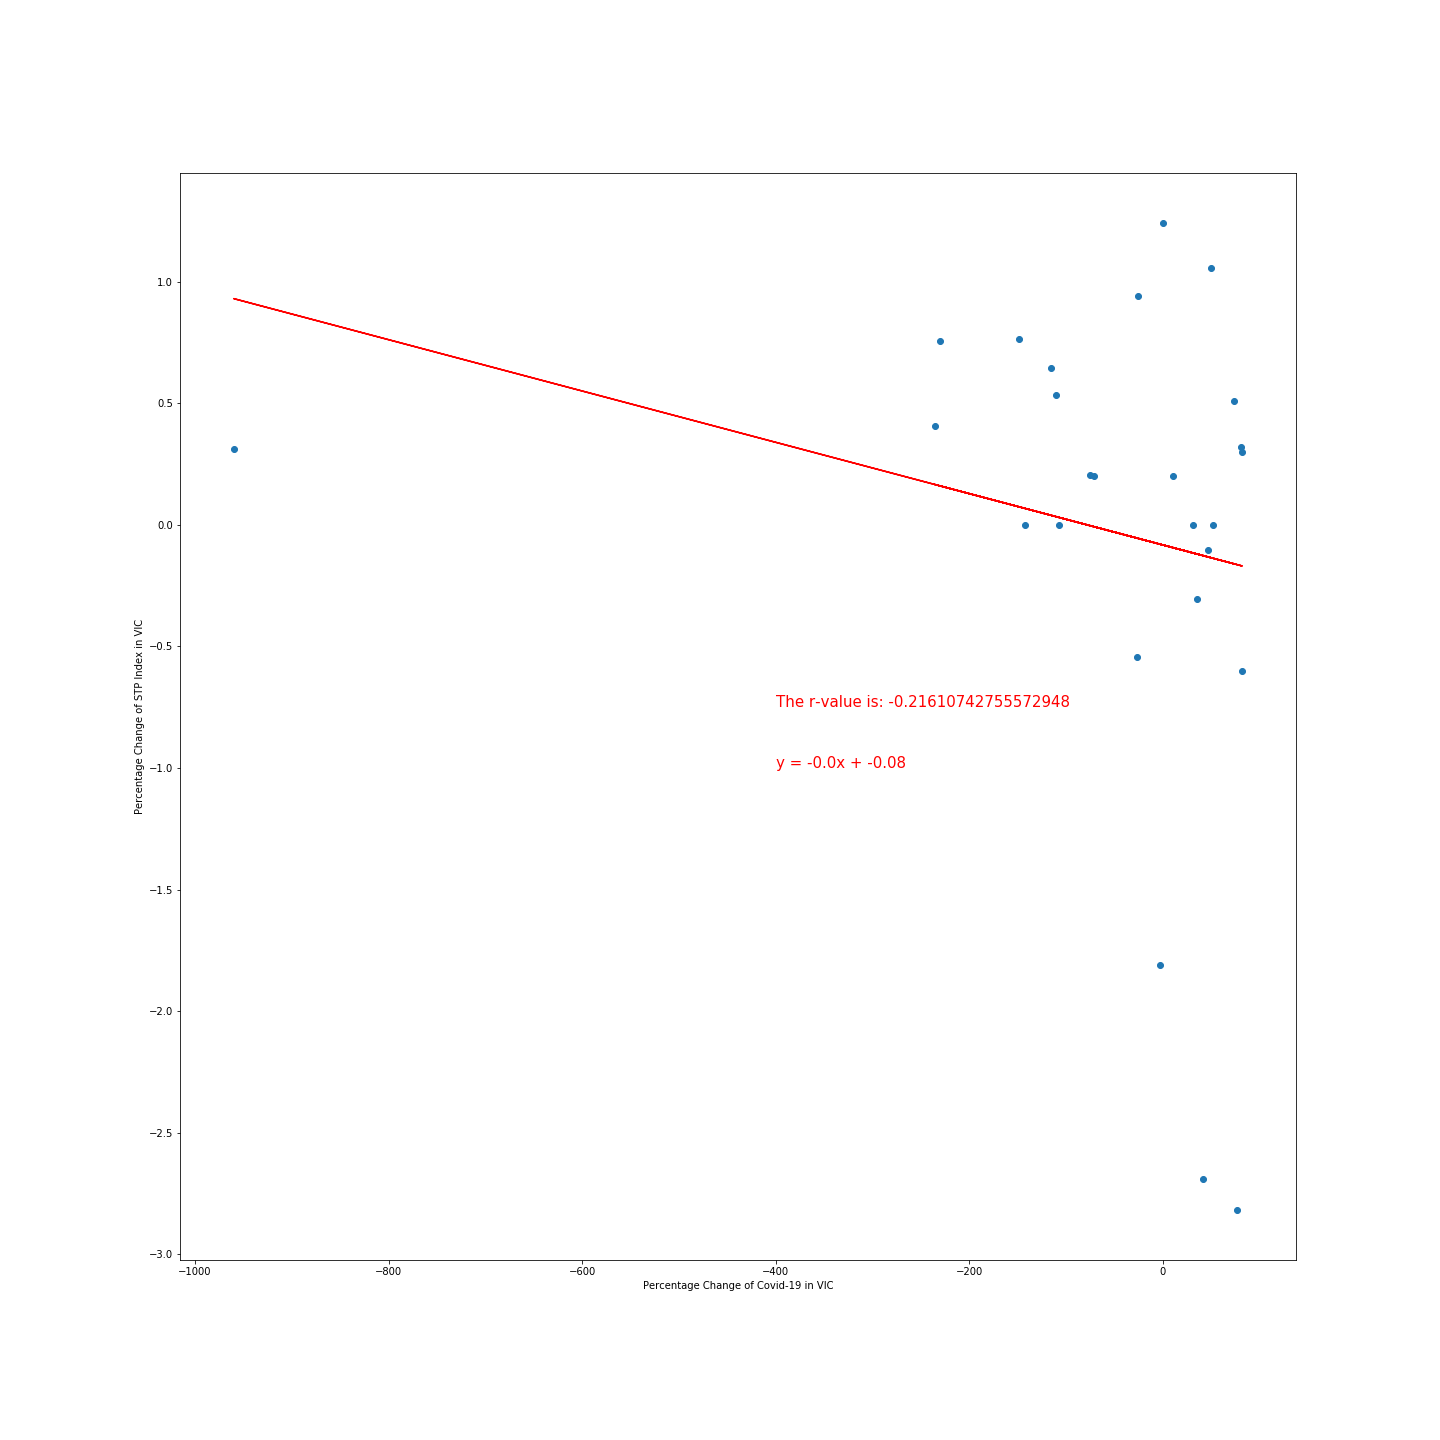 1.0
0.5
0.0
−0.5
−1.0
−1.5
−2.0
−2.5
−3.0
Percentage Change of STP Index in VIC
The r-value is: -0.21610742755572948
y = -0.0x + -0.08
−1000 −800 −600 −400 −200 0
Percentage Change of Covid-19 in VIC